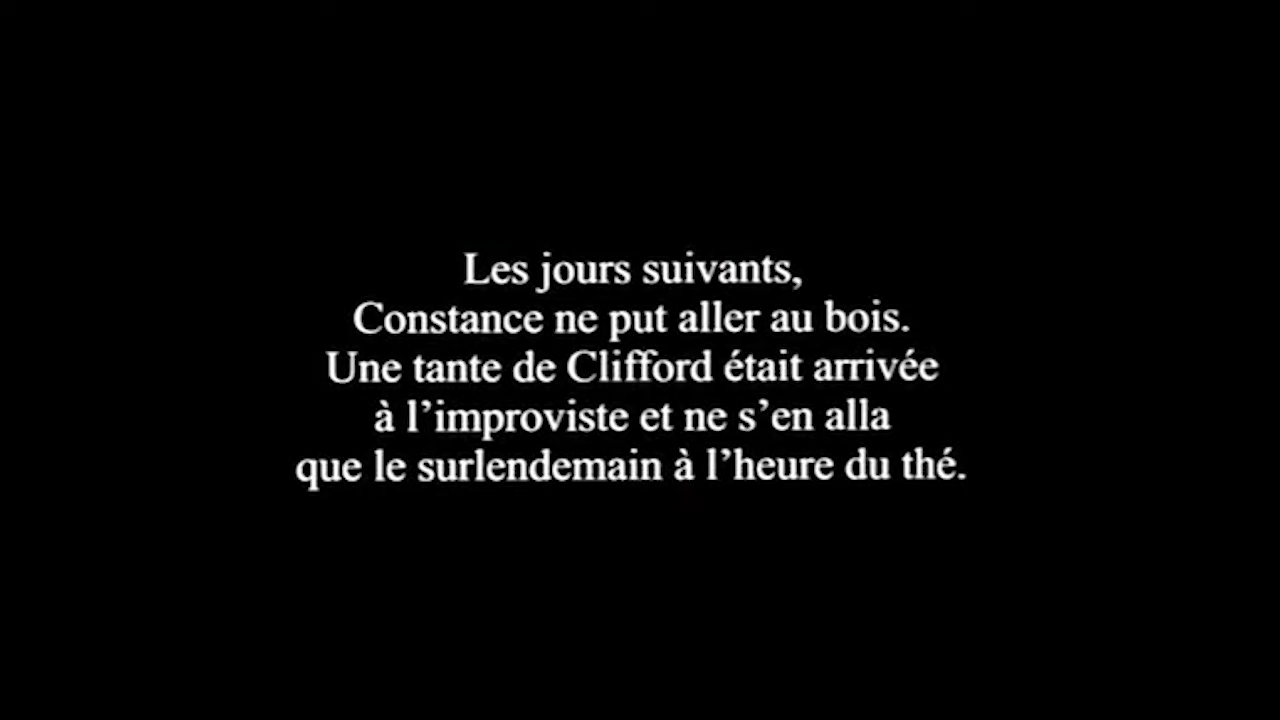 Les jours suivants,
Constance ne put aller au bois.
Une tante de Clifford était arrivée
à l’improviste et ne s’en alla
que le surlendemain à l’heure du thé.